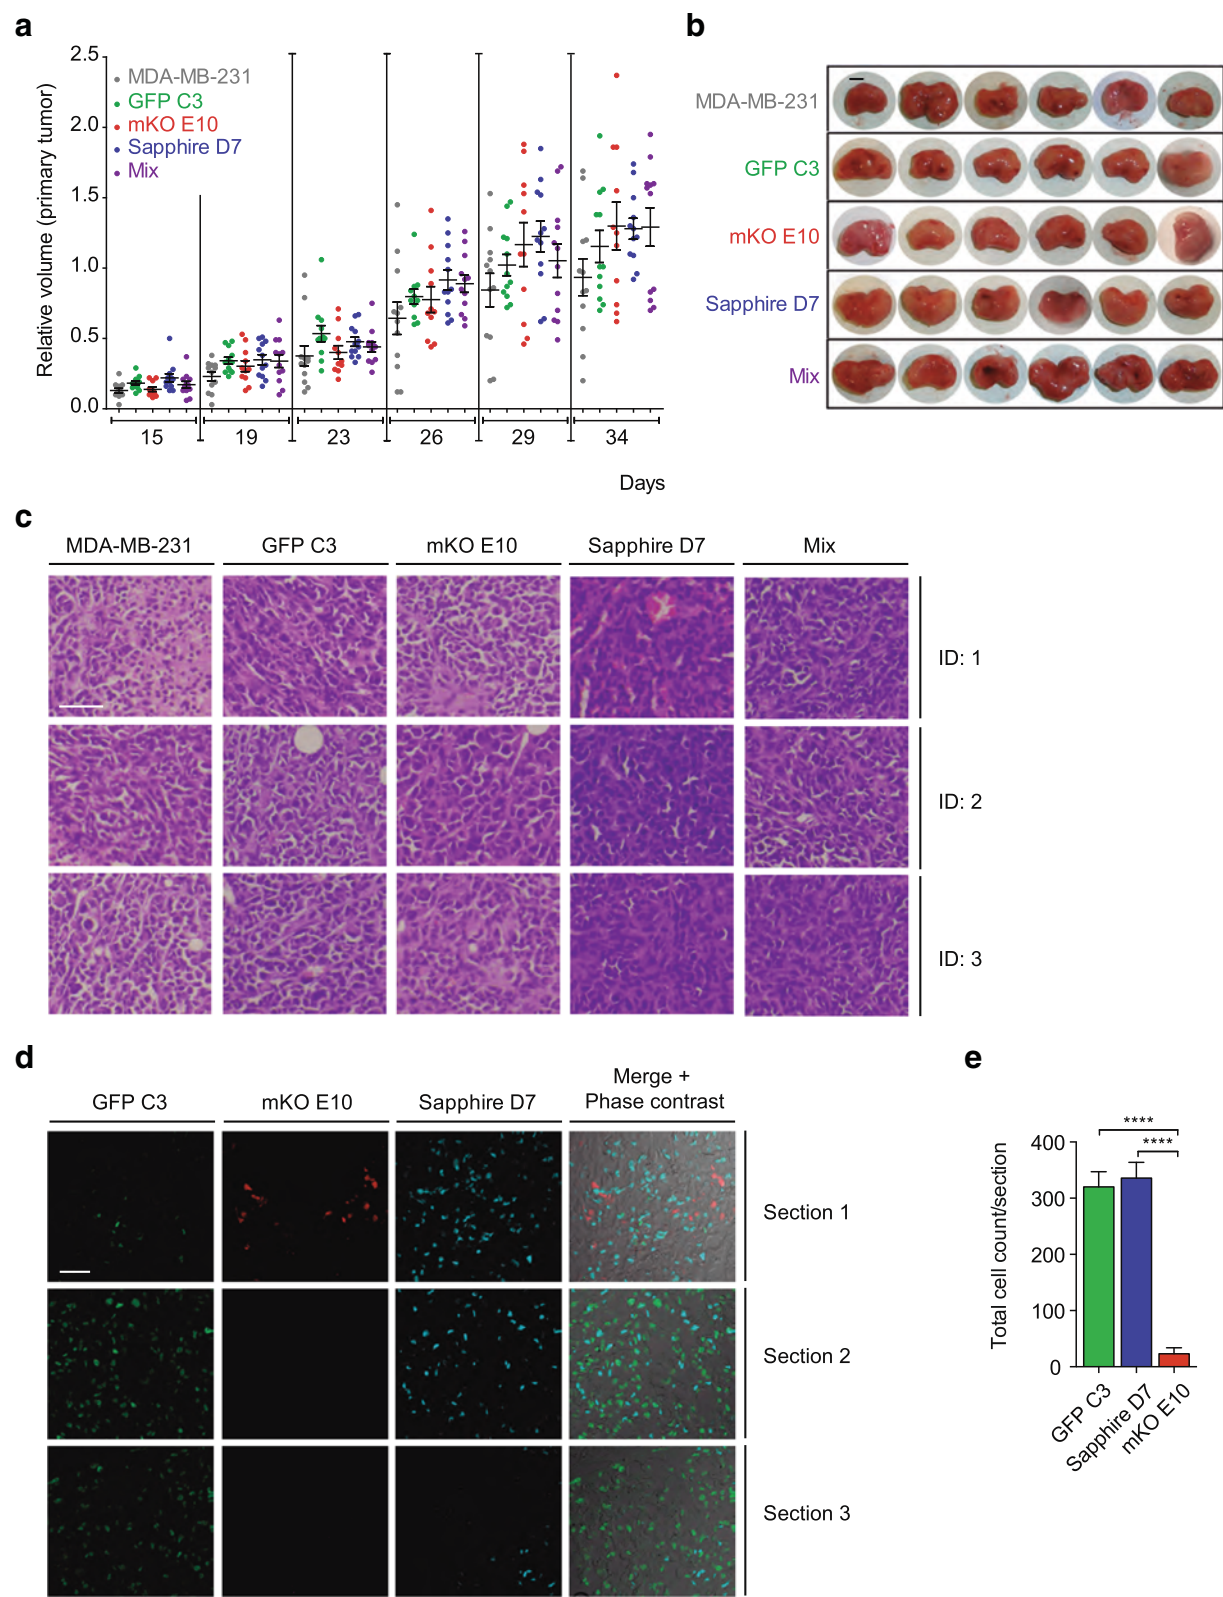 a
Relative volume (primary tumor)
2.5
2.0
1.5
1.0
0.5
0.0
MDA-MB-231
GFP C3
mKO E10
Sapphire D7
Mix
15
19
23
26
29
34
Days
b
MDA-MB-231
GFP C3
mKO E10
Sapphire D7
Mix
c
MDA-MB-231
GFP C3
mKO E10
Sapphire D7
Mix
ID: 1
ID: 2
ID: 3
d
GFP C3
mKO E10
Sapphire D7
Merge +
Phase contrast
Section 1
Section 2
Section 3
e
Total cell count/section
400
300
200
100
0
****
****
GFP C3
Sapphire D7
mKO E10